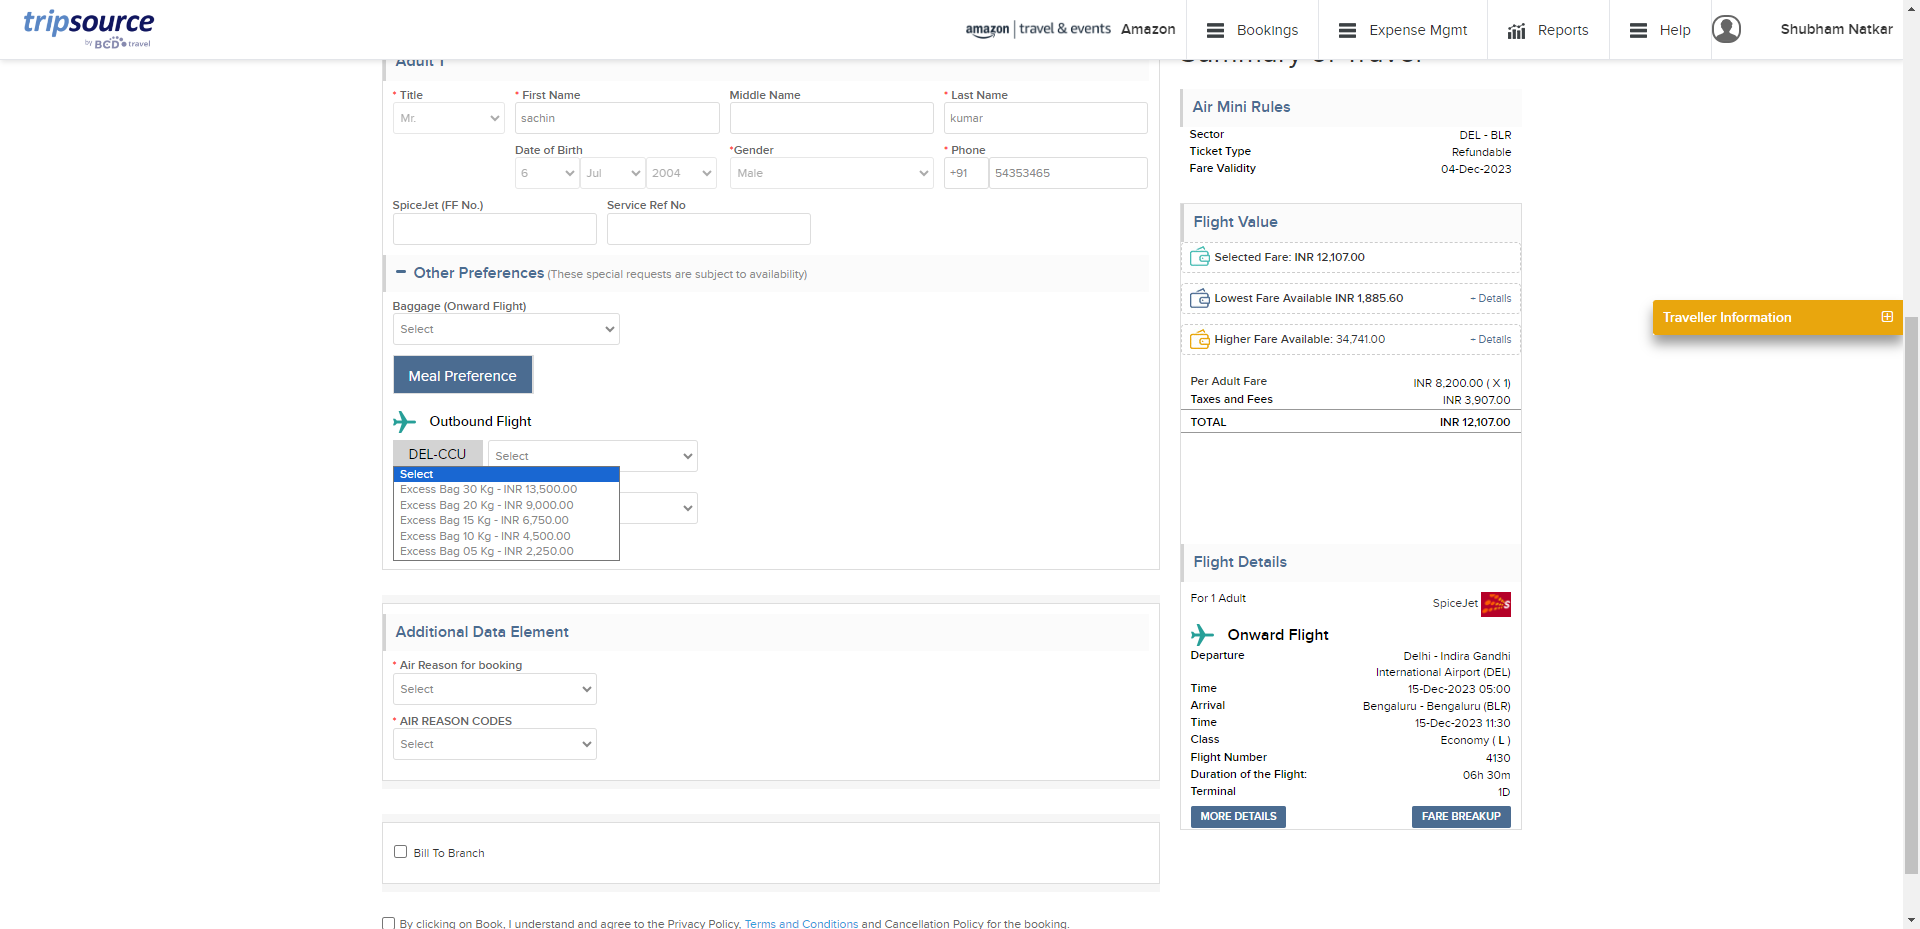 tripsource
by BCD travel
amazon | travel & events Amazon
Bookings
Expense Mgmt
Reports
Help
Shubham Natkar
Adult 1
* Title
* First Name
Middle Name
* Last Name
Mr.
sachin
kumar
Date of Birth
*Gender
* Phone
6
Jul
2004
Male
+91
54353465
SpiceJet (FF No.)
Service Ref No
− Other Preferences (These special requests are subject to availability)
Baggage (Onward Flight)
Select
Meal Preference
Outbound Flight
DEL-CCU
Select
Select
Excess Bag 30 Kg - INR 13,500.00
Excess Bag 20 Kg - INR 9,000.00
Excess Bag 15 Kg - INR 6,750.00
Excess Bag 10 Kg - INR 4,500.00
Excess Bag 05 Kg - INR 2,250.00
Additional Data Element
* Air Reason for booking
Select
* AIR REASON CODES
Select
Bill To Branch
By clicking on Book, I understand and agree to the Privacy Policy, Terms and Conditions and Cancellation Policy for the booking.
Summary of Travel
Air Mini Rules
Sector DEL - BLR
Ticket Type Refundable
Fare Validity 04-Dec-2023
Flight Value
Selected Fare: INR 12,107.00
Lowest Fare Available INR 1,885.60 + Details
Higher Fare Available: 34,741.00 + Details
Per Adult Fare INR 8,200.00 ( X 1)
Taxes and Fees INR 3,907.00
TOTAL INR 12,107.00
Flight Details
For 1 Adult
SpiceJet
Onward Flight
Departure Delhi - Indira Gandhi
International Airport (DEL)
Time 15-Dec-2023 05:00
Arrival Bengaluru - Bengaluru (BLR)
Time 15-Dec-2023 11:30
Class Economy ( L )
Flight Number 4130
Duration of the Flight: 06h 30m
Terminal 1D
MORE DETAILS
FARE BREAKUP
Traveller Information